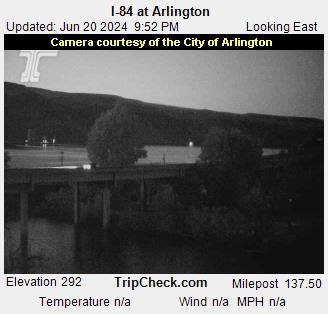 I-84 at Arlington
Updated: Jun 20 2024 9:52 PM Looking East
Camera courtesy of the City of Arlington
Elevation 292 TripCheck.com Milepost 137.50
Temperature n/a Wind n/a MPH n/a